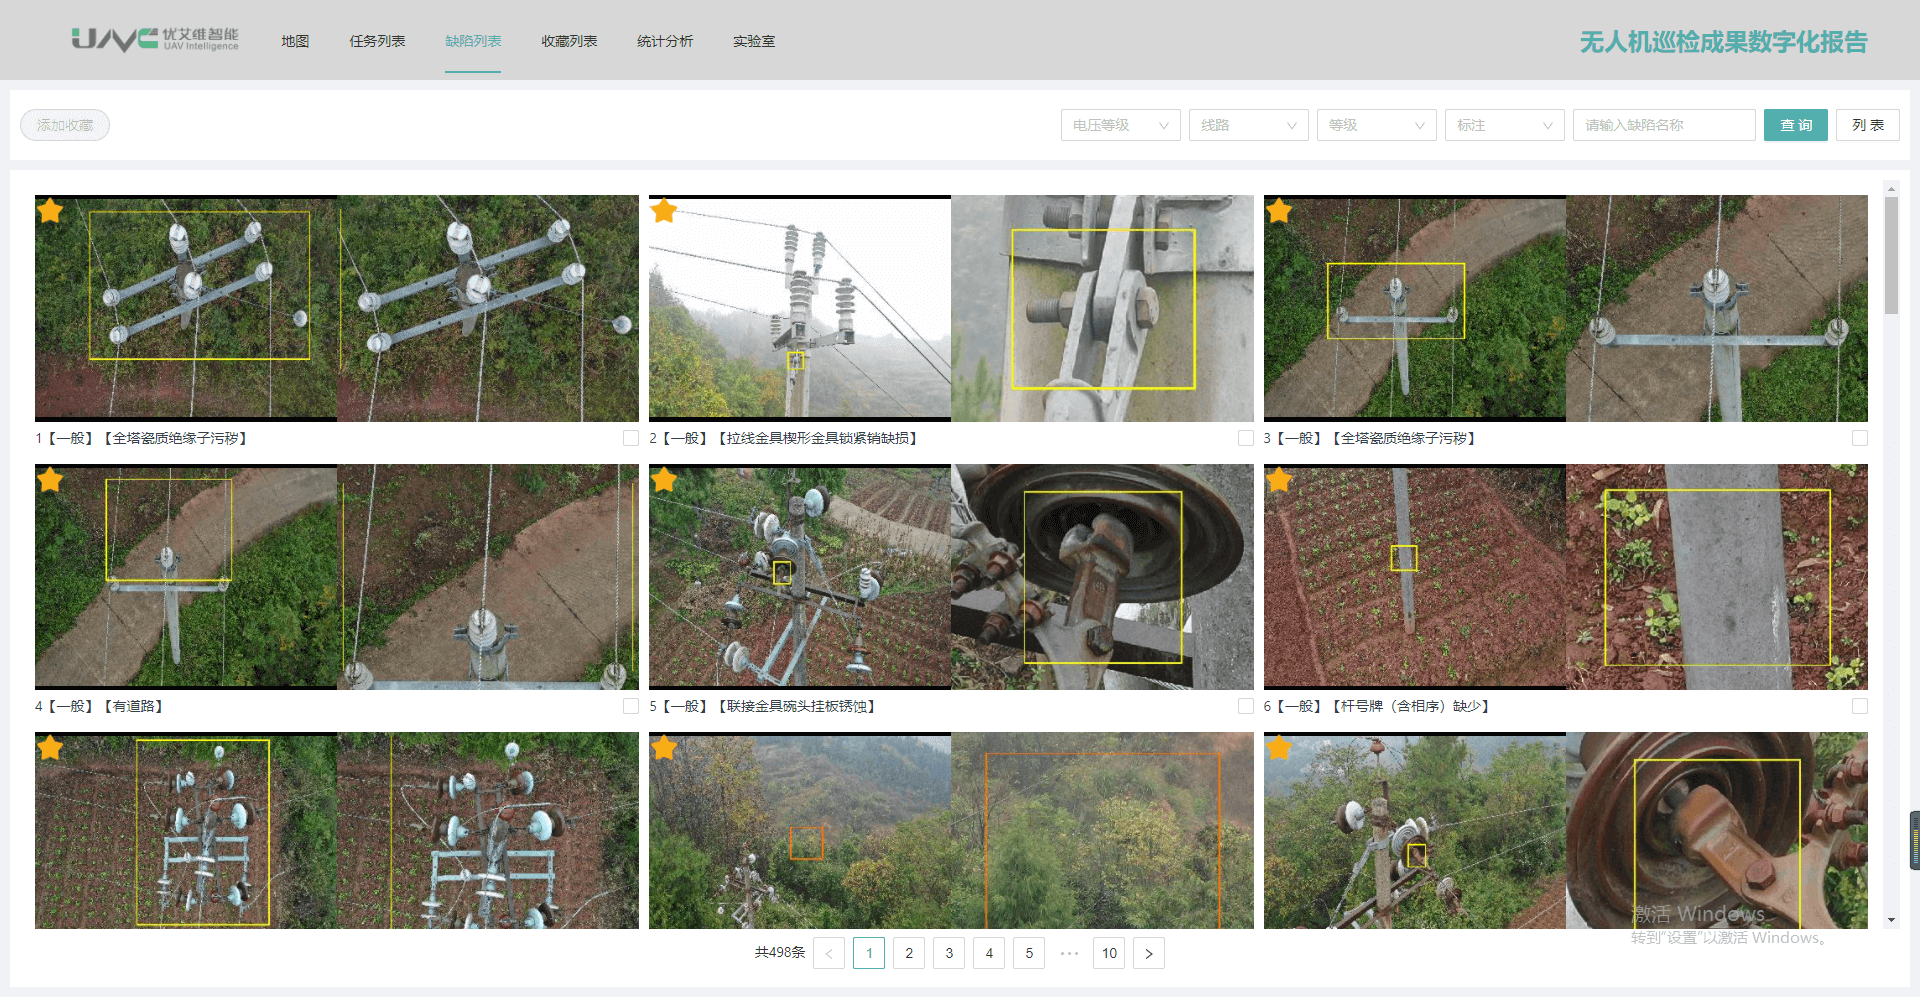 UAVC 优艾维智能
UAV Intelligence
地图
任务列表
缺陷列表
收藏列表
统计分析
实验室
无人机巡检成果数字化报告
添加收藏
电压等级
线路
等级
标注
请输入缺陷名称
查 询
列 表
1【一般】【全塔瓷质绝缘子污秽】
2【一般】【拉线金具楔形金具锁紧销缺损】
3【一般】【全塔瓷质绝缘子污秽】
4【一般】【有道路】
5【一般】【联接金具碗头挂板锈蚀】
6【一般】【杆号牌（含相序）缺少】
共498条 < 1 2 3 4 5 ••• 10 >
激活 Windows
转到“设置”以激活 Windows。